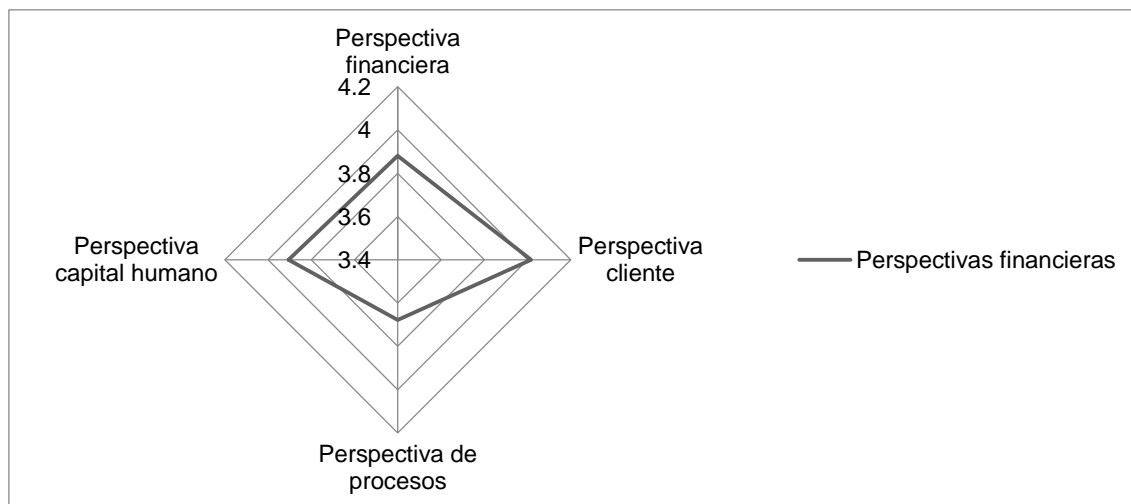 Perspectiva
financiera
4.2
4
3.8
3.6
3.4
Perspectiva
capital humano
Perspectiva
cliente
Perspectivas financieras
Perspectiva de
procesos